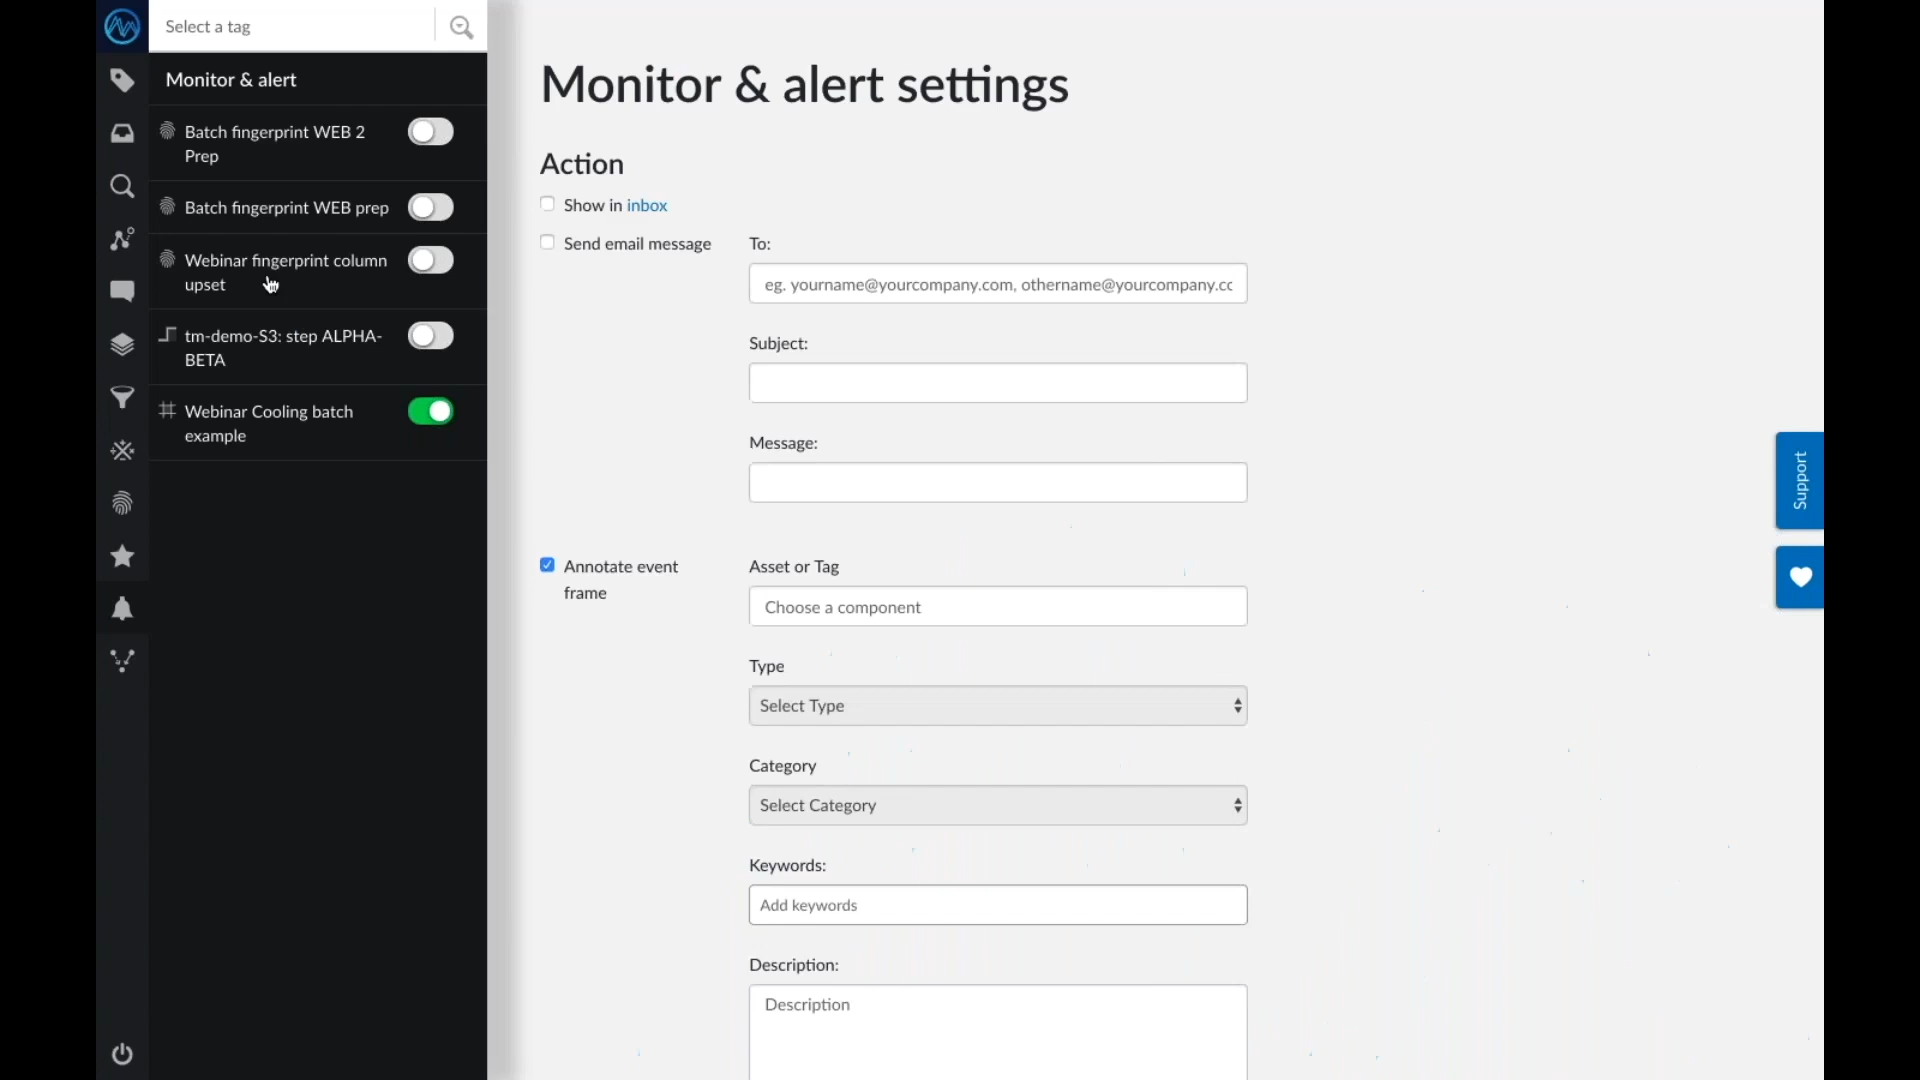 Select a tag
Monitor & alert
Batch fingerprint WEB 2
Prep
Batch fingerprint WEB prep
Webinar fingerprint column
upset
tm-demo-S3: step ALPHA-
BETA
Webinar Cooling batch
example
Monitor & alert settings
Action
Show in inbox
Send email message
To:
eg. yourname@yourcompany.com, othername@yourcompany.cc
Subject:
Message:
Annotate event
frame
Asset or Tag
Choose a component
Type
Select Type
Category
Select Category
Keywords:
Add keywords
Description:
Description
Support